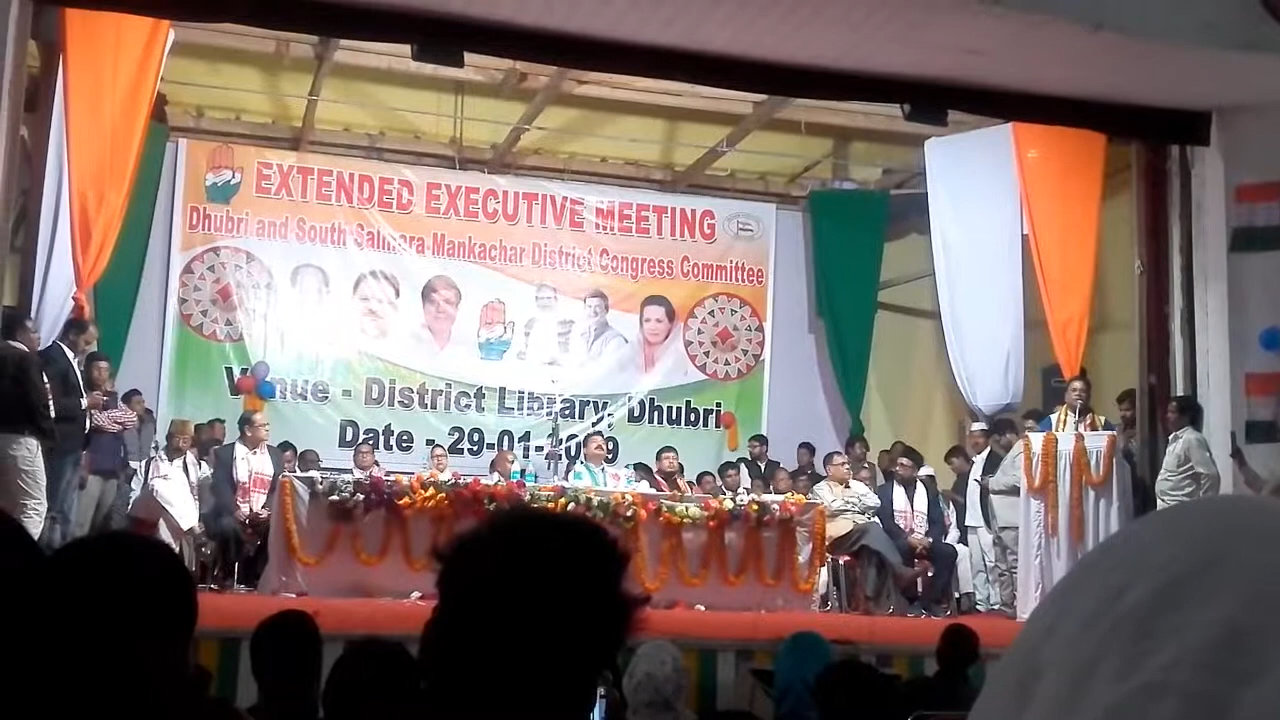 EXTENDED EXECUTIVE MEETING
Dhubri and South Salmara Mankachar District Congress Committee
Venue - District Library, Dhubri
Date - 29-01-2019